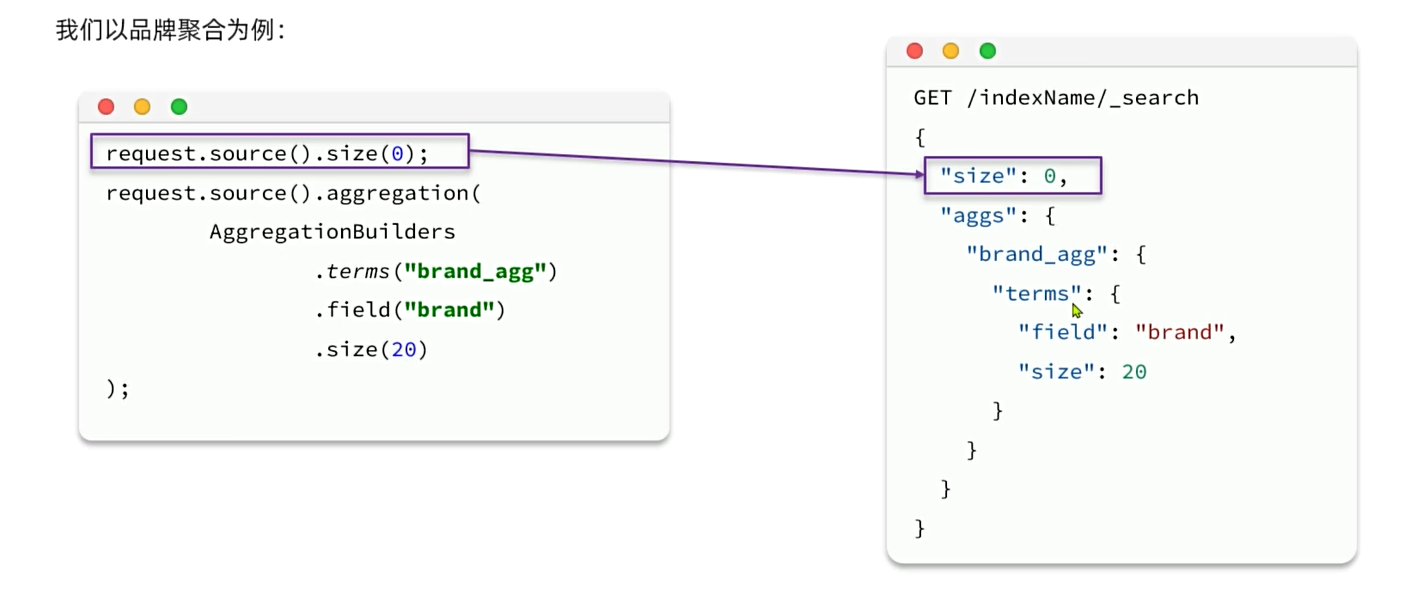 我们以品牌聚合为例：
request.source().size(0);
request.source().aggregation(
        AggregationBuilders
                .terms("brand_agg")
                .field("brand")
                .size(20)
);
GET /indexName/_search
{
  "size": 0,
  "aggs": {
    "brand_agg": {
      "terms": {
        "field": "brand",
        "size": 20
      }
    }
  }
}